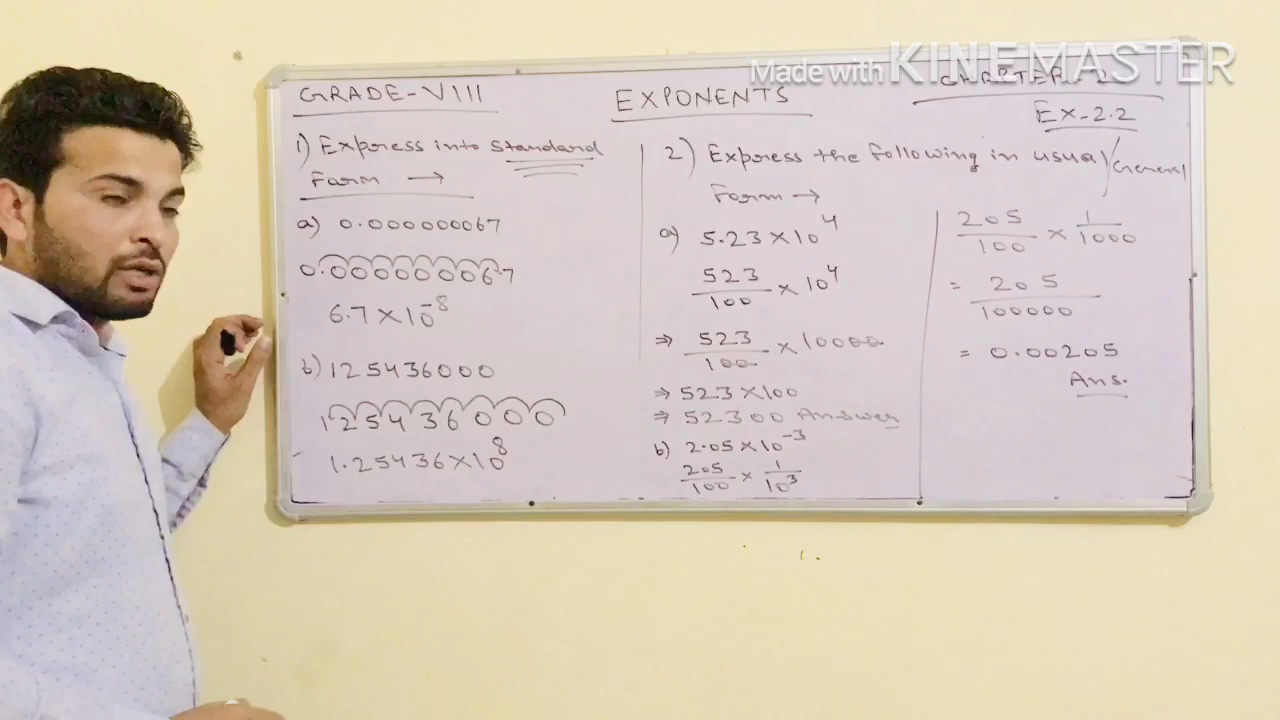 Made with KINEMASTER
GRADE-VIII
EXPONENTS
CHAPTER-2
EX-2.2
1) Express into Standard
Form →
a) 0.000000067
0.000000067
6.7×10⁻⁸
b) 125436000
125436000
1.25436×10⁸
2) Express the following in usual/General
Form →
a) 5.23×10⁴
523/100 × 10⁴
⇒ 523/100 × 10000
⇒ 523×100
⇒ 52300 Answer
b) 2.05×10⁻³
205/100 × 1/10³
205/100 × 1/1000
= 205/100000
= 0.00205
Ans.